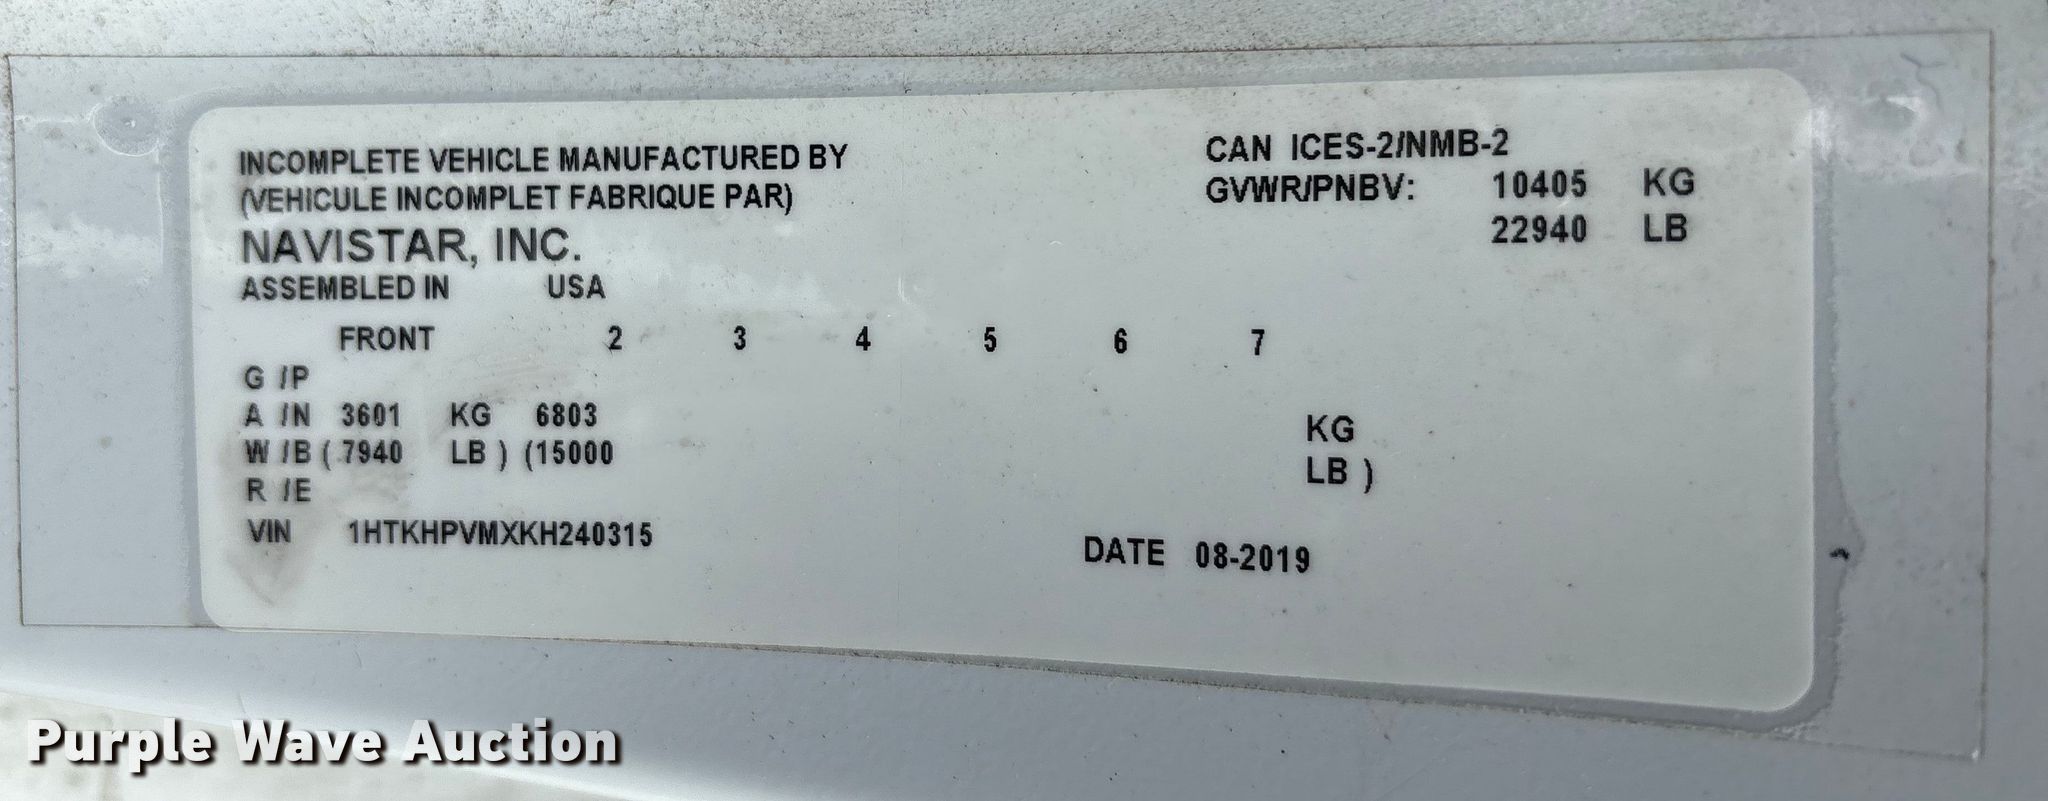 INCOMPLETE VEHICLE MANUFACTURED BY
(VEHICULE INCOMPLET FABRIQUE PAR)
NAVISTAR, INC.
ASSEMBLED IN USA
CAN ICES-2/NMB-2
GVWR/PNBV: 10405 KG
22940 LB
FRONT 2 3 4 5 6 7
G /P
A /N 3601 KG 6803 KG
W /B ( 7940 LB ) (15000 LB )
R /E
VIN 1HTKHPVMXKH240315
DATE 08-2019
Purple Wave Auction